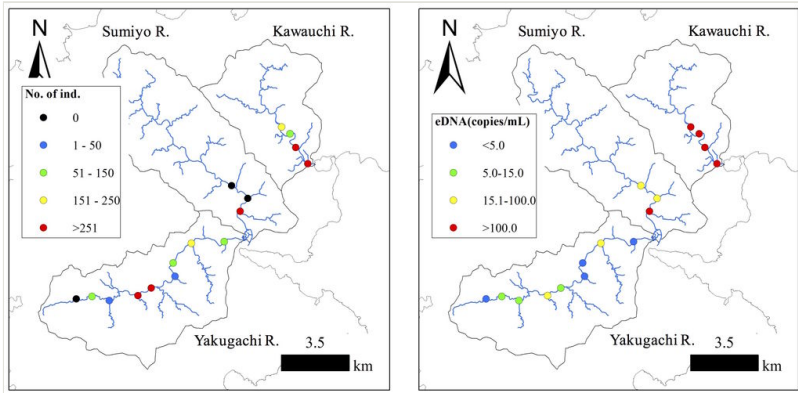 N
Sumiyo R.
Kawauchi R.
No. of ind.
0
1 - 50
51 - 150
151 - 250
>251
Yakugachi R.
3.5
km
N
Sumiyo R.
Kawauchi R.
eDNA(copies/mL)
<5.0
5.0-15.0
15.1-100.0
>100.0
Yakugachi R.
3.5
km